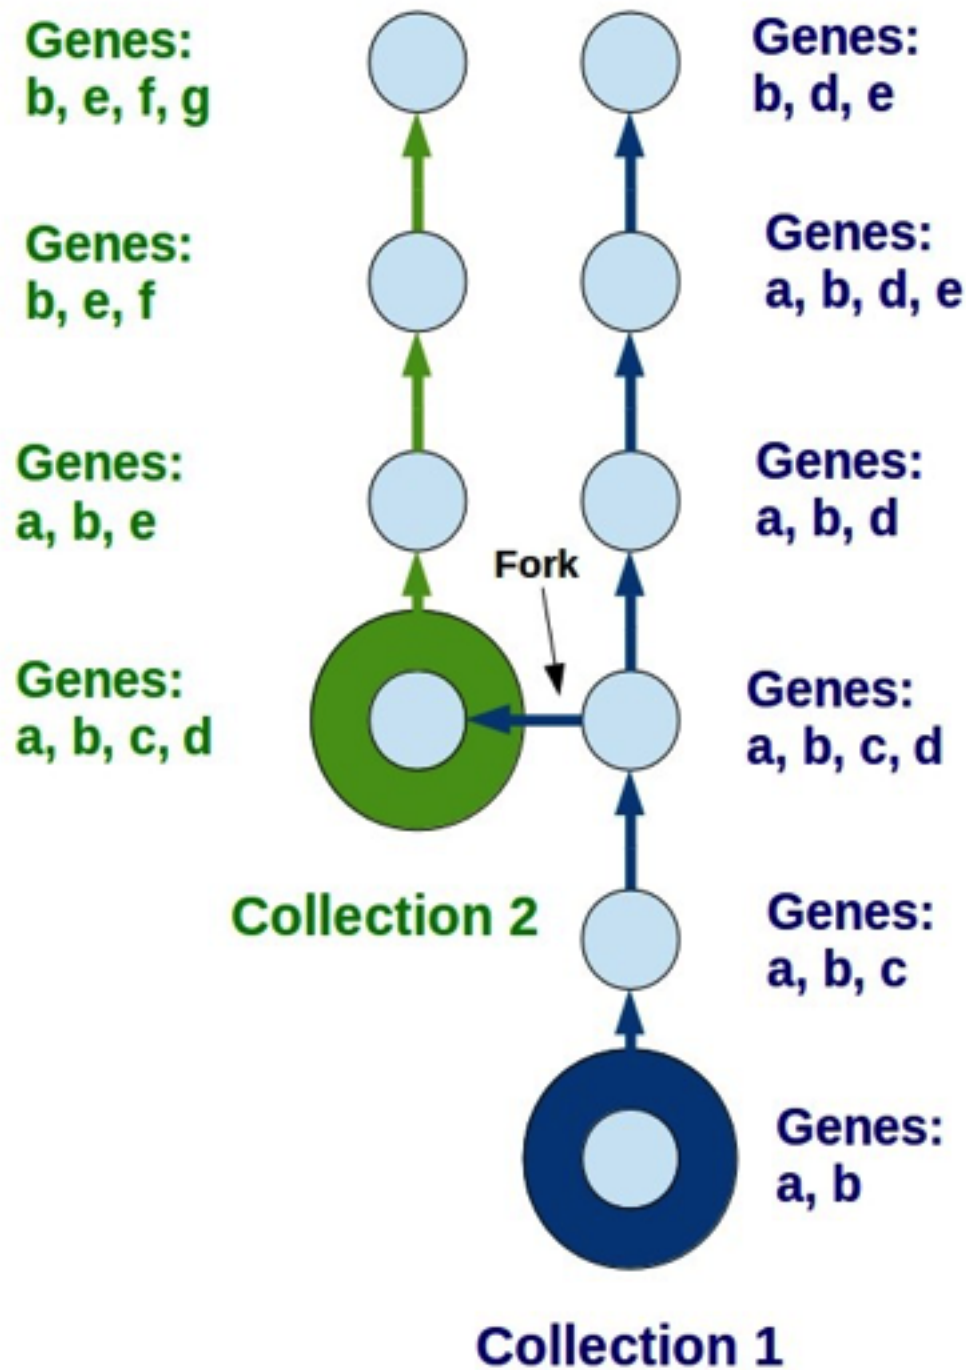 Genes:
b, e, f, g
Genes:
b, d, e
Genes:
b, e, f
Genes:
a, b, d, e
Genes:
a, b, e
Genes:
a, b, d
Fork
Genes:
a, b, c, d
Genes:
a, b, c, d
Collection 2
Genes:
a, b, c
Genes:
a, b
Collection 1